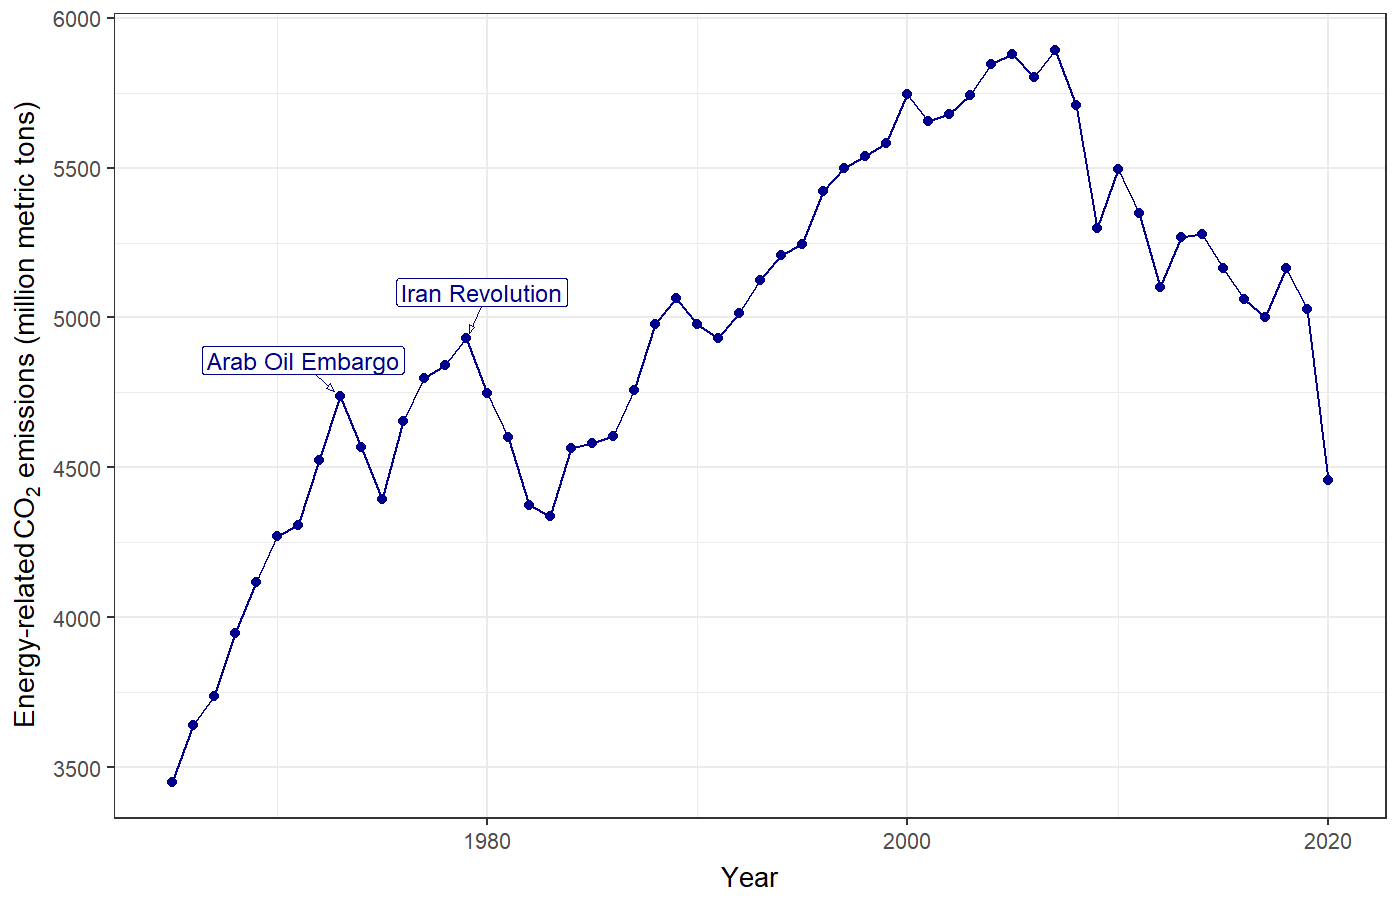 6000
5500
5000
4500
4000
3500
Energy-related CO₂ emissions (million metric tons)
Iran Revolution
Arab Oil Embargo
1980
2000
2020
Year